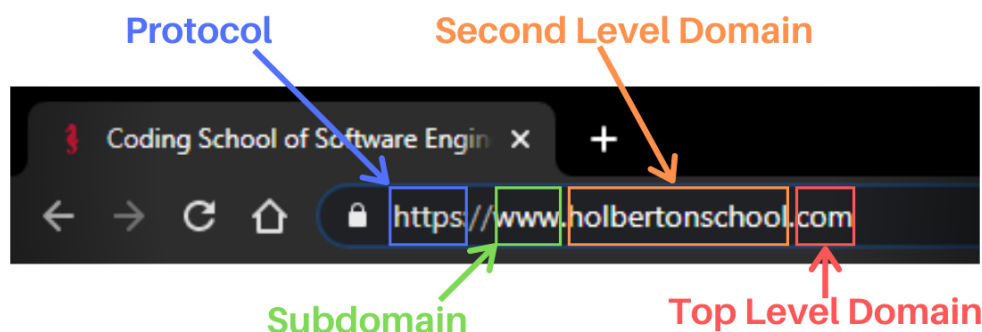 Protocol
Second Level Domain
Coding School of Software Engin
https://www.holbertonschool.com
Subdomain
Top Level Domain